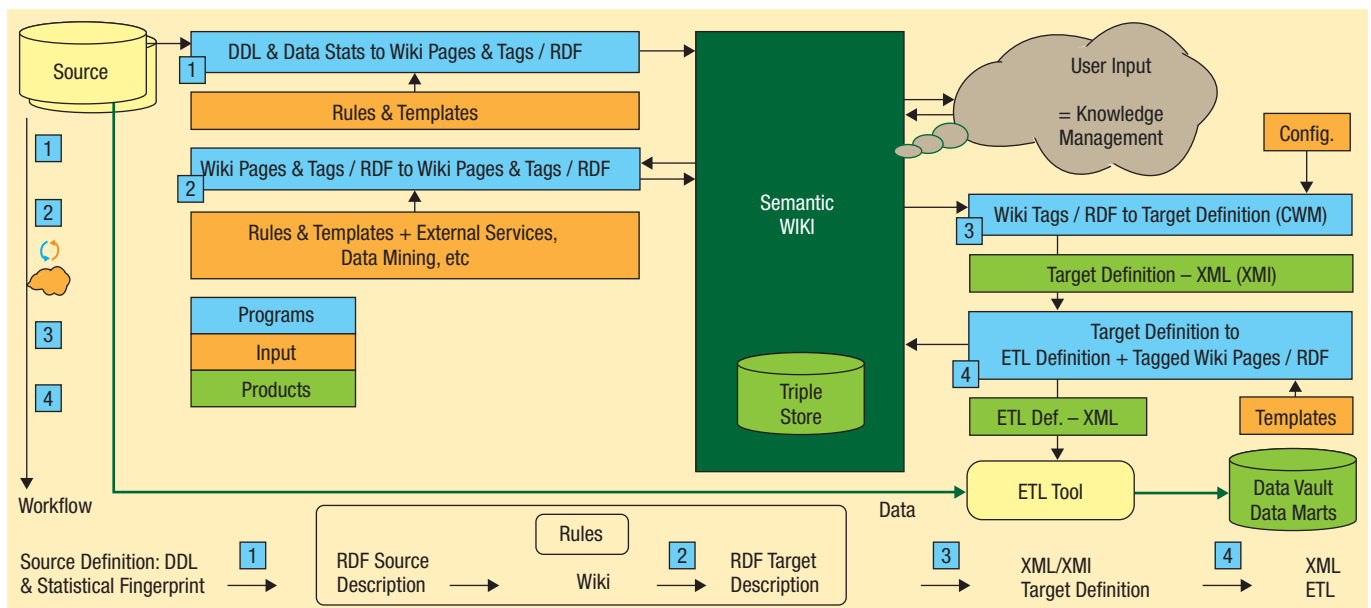 Source
1
DDL & Data Stats to Wiki Pages & Tags / RDF
Rules & Templates
2
Wiki Pages & Tags / RDF to Wiki Pages & Tags / RDF
Rules & Templates + External Services,
Data Mining, etc
Programs
Input
Products
1
2
3
4
Workflow
Semantic
WIKI
Triple
Store
User Input
= Knowledge
Management
Config.
3
Wiki Tags / RDF to Target Definition (CWM)
Target Definition – XML (XMI)
4
Target Definition to
ETL Definition + Tagged Wiki Pages / RDF
ETL Def. – XML
Templates
ETL Tool
Data Vault
Data Marts
Data
Source Definition: DDL
& Statistical Fingerprint
1
RDF Source
Description
Rules
Wiki
2
RDF Target
Description
3
XML/XMI
Target Definition
4
XML
ETL